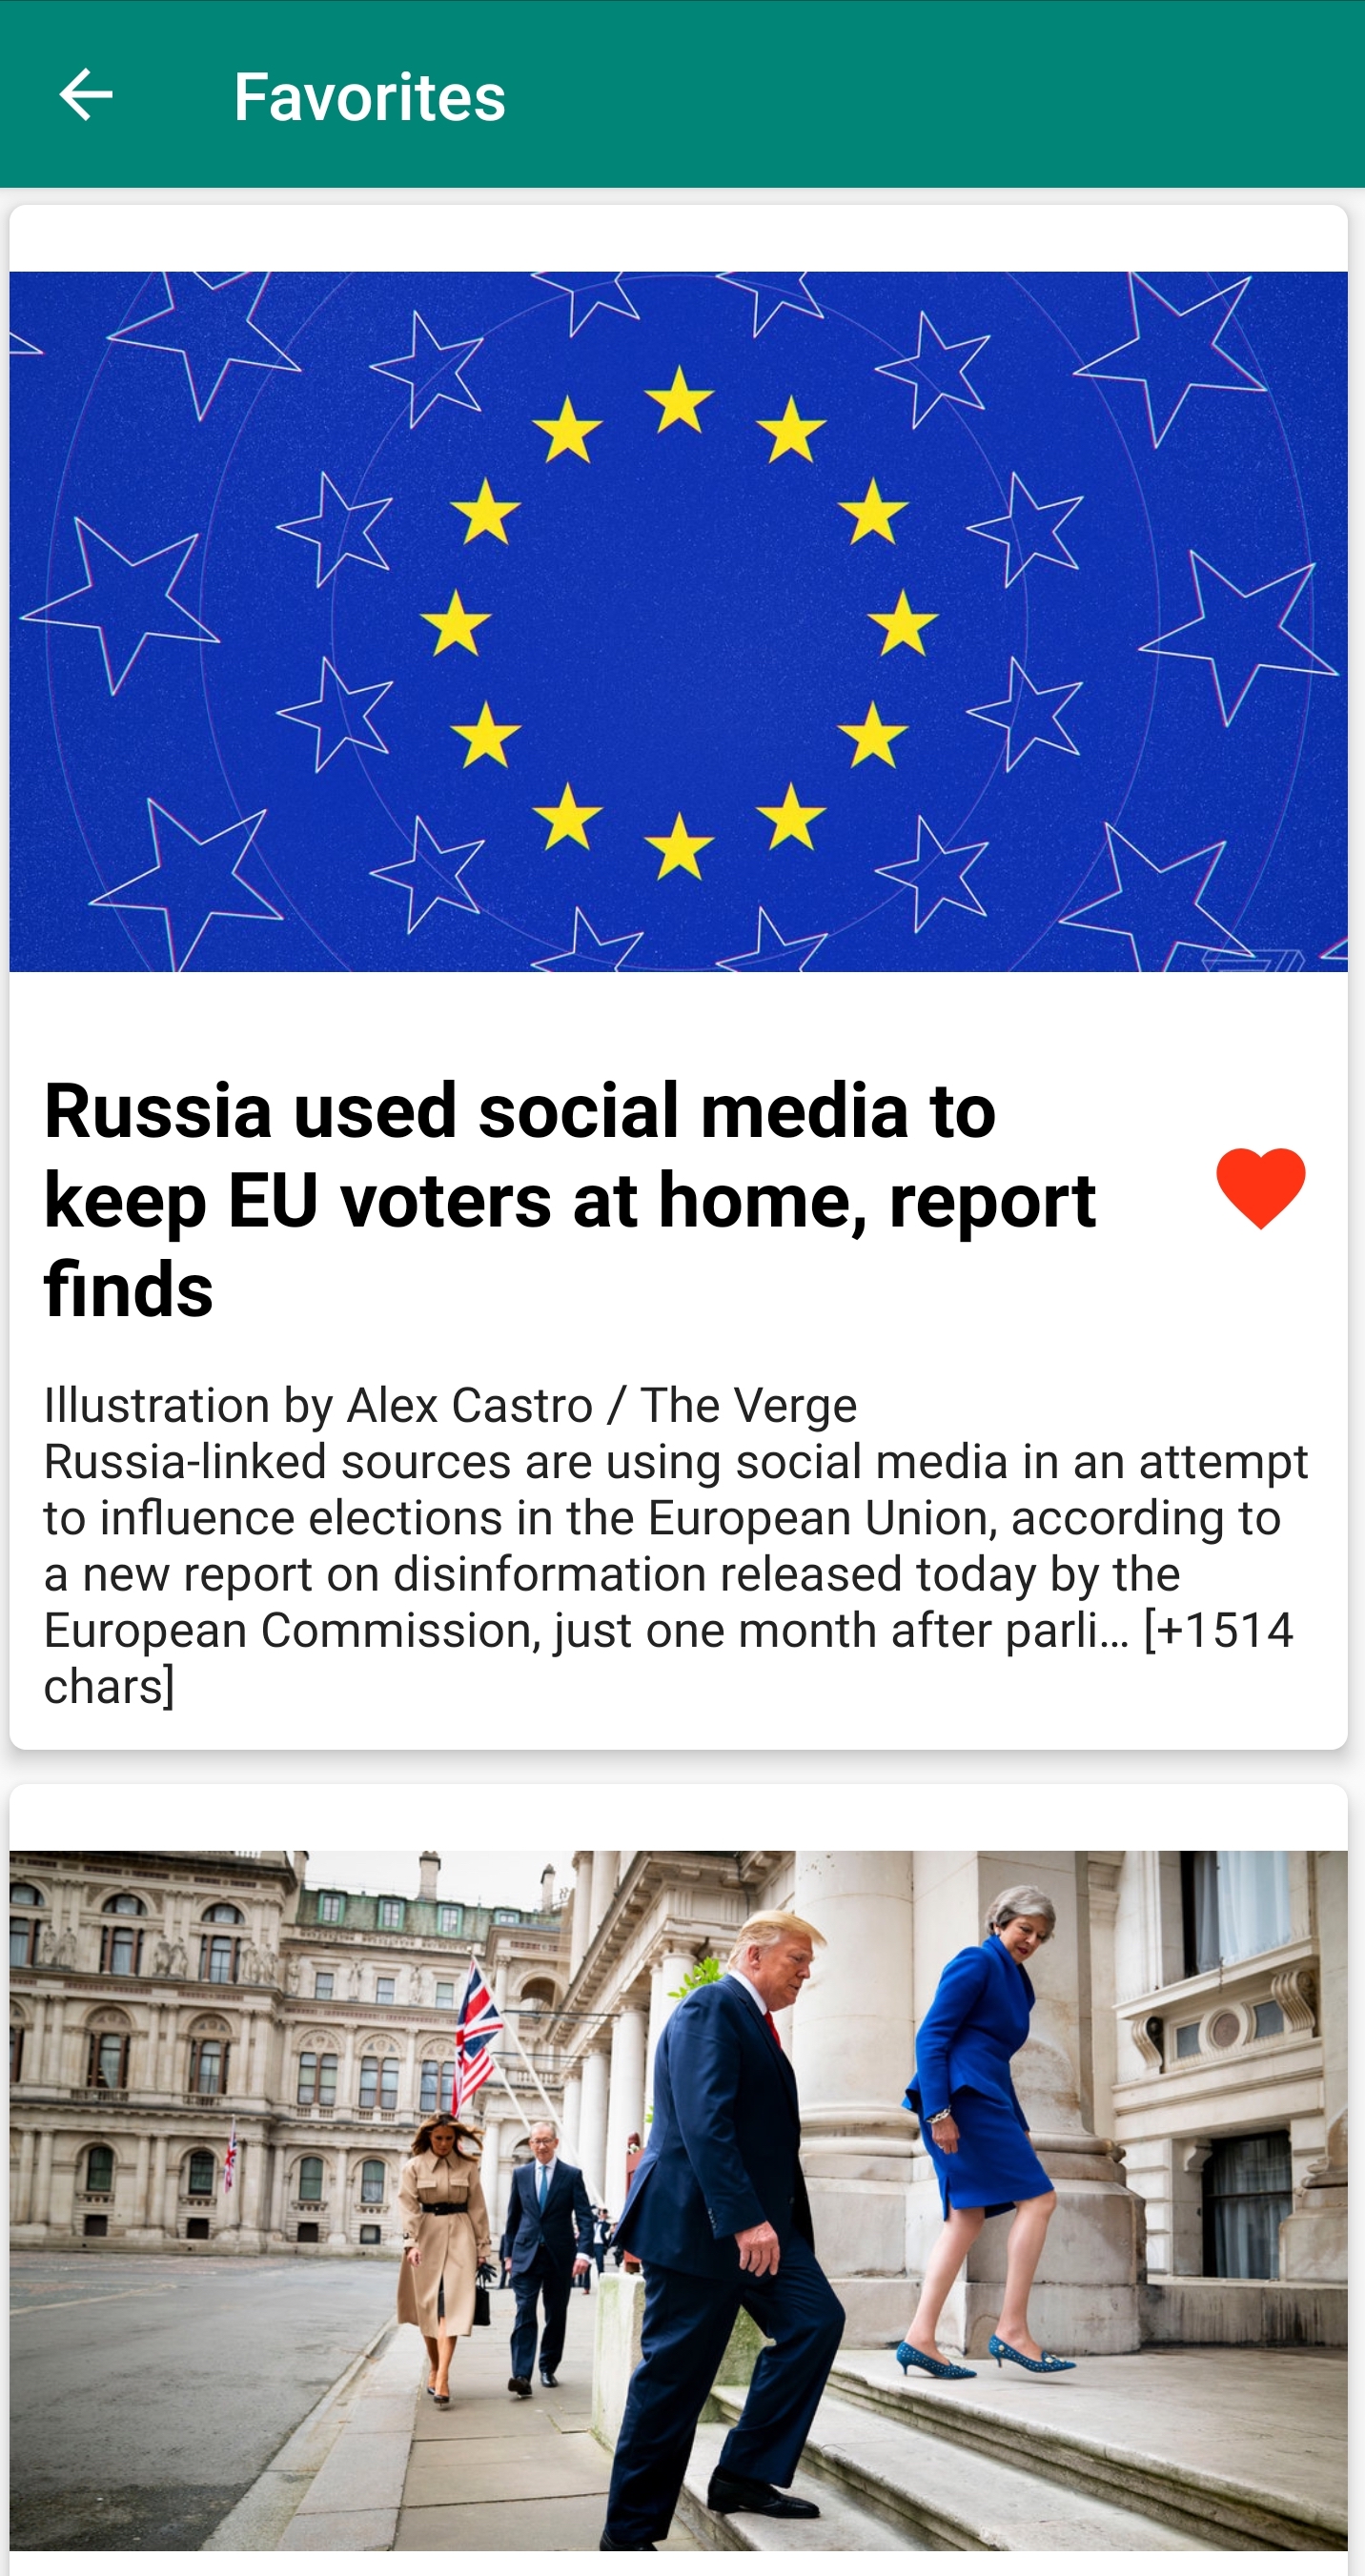 Favorites
Russia used social media to
keep EU voters at home, report
finds
Illustration by Alex Castro / The Verge
Russia-linked sources are using social media in an attempt
to influence elections in the European Union, according to
a new report on disinformation released today by the
European Commission, just one month after parli… [+1514
chars]